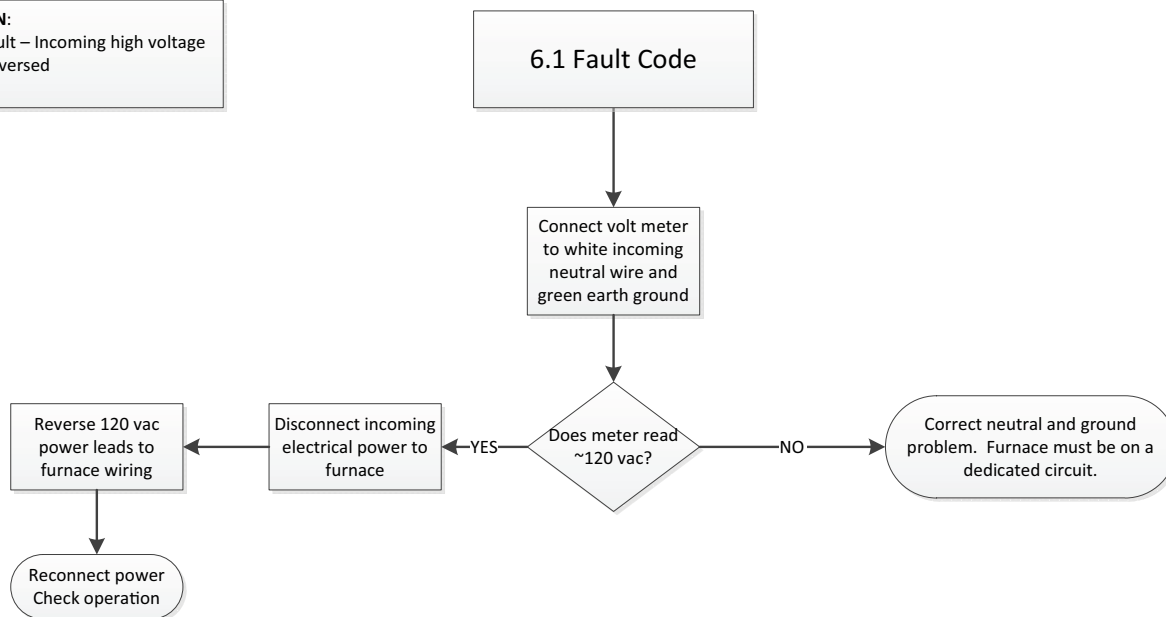 N:
ult – Incoming high voltage
versed
6.1 Fault Code
Connect volt meter
to white incoming
neutral wire and
green earth ground
Does meter read
~120 vac?
YES
NO
Disconnect incoming
electrical power to
furnace
Reverse 120 vac
power leads to
furnace wiring
Reconnect power
Check operation
Correct neutral and ground
problem.  Furnace must be on a
dedicated circuit.